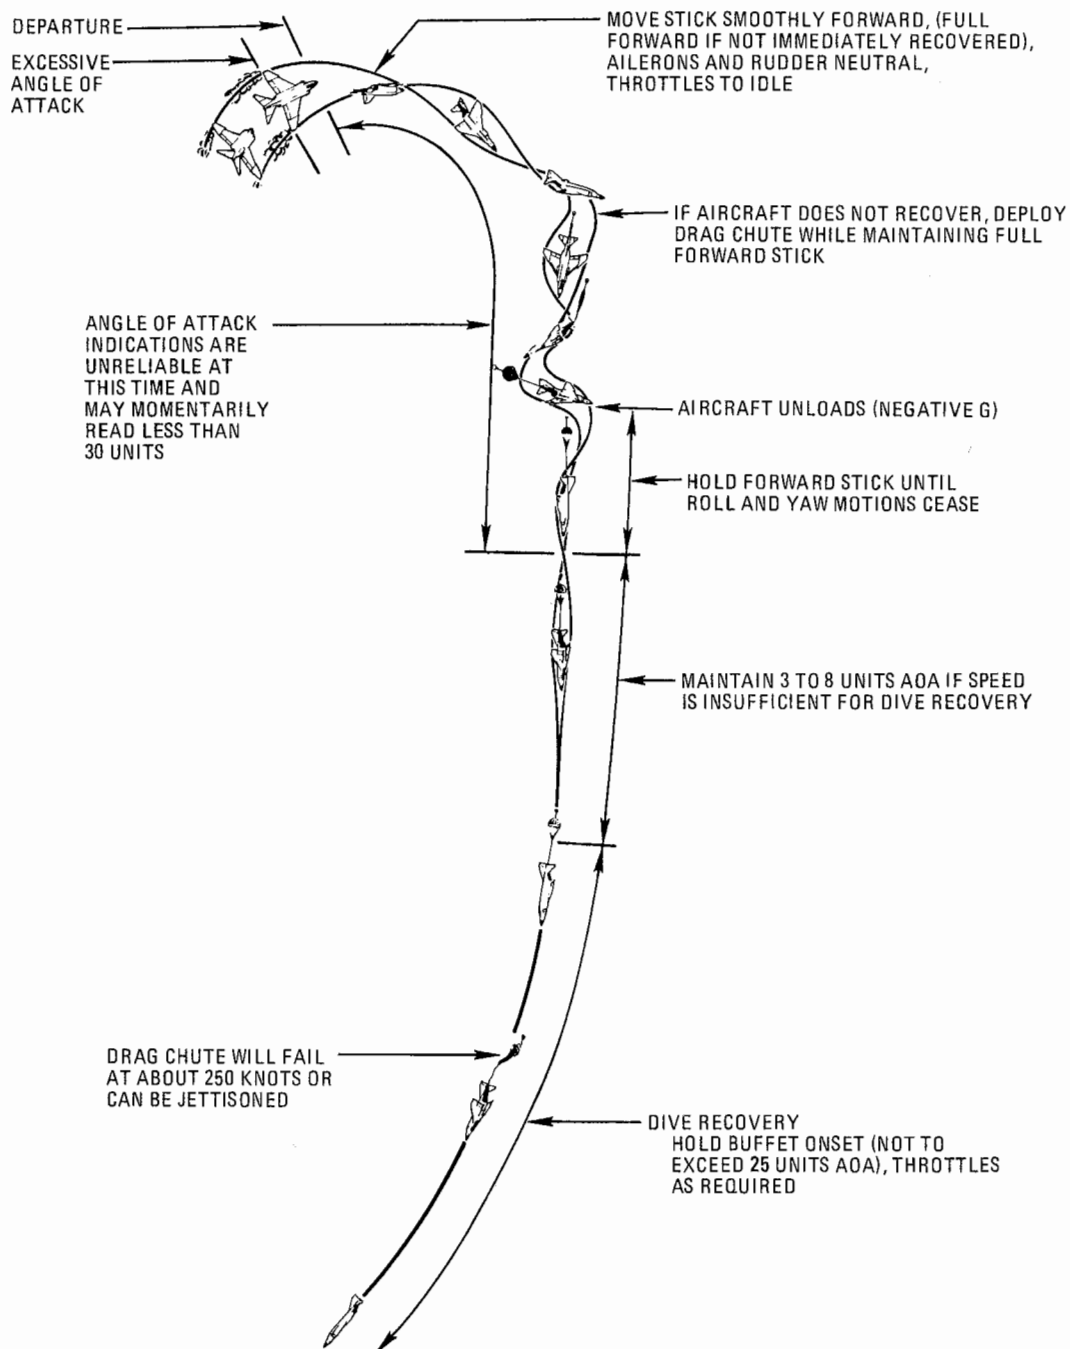 DEPARTURE
EXCESSIVE
ANGLE OF
ATTACK
MOVE STICK SMOOTHLY FORWARD, (FULL
FORWARD IF NOT IMMEDIATELY RECOVERED),
AILERONS AND RUDDER NEUTRAL,
THROTTLES TO IDLE
IF AIRCRAFT DOES NOT RECOVER, DEPLOY
DRAG CHUTE WHILE MAINTAINING FULL
FORWARD STICK
ANGLE OF ATTACK
INDICATIONS ARE
UNRELIABLE AT
THIS TIME AND
MAY MOMENTARILY
READ LESS THAN
30 UNITS
AIRCRAFT UNLOADS (NEGATIVE G)
HOLD FORWARD STICK UNTIL
ROLL AND YAW MOTIONS CEASE
MAINTAIN 3 TO 8 UNITS AOA IF SPEED
IS INSUFFICIENT FOR DIVE RECOVERY
DRAG CHUTE WILL FAIL
AT ABOUT 250 KNOTS OR
CAN BE JETTISONED
DIVE RECOVERY
HOLD BUFFET ONSET (NOT TO
EXCEED 25 UNITS AOA), THROTTLES
AS REQUIRED